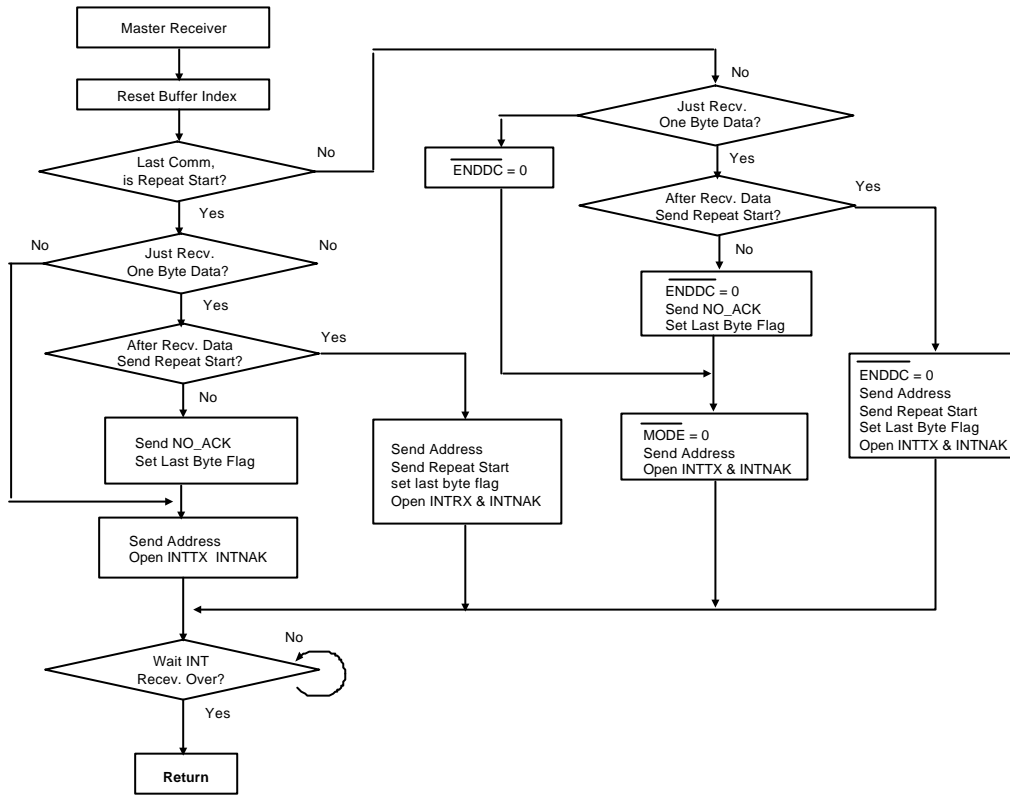 Master Receiver
Reset Buffer Index
Last Comm,
is Repeat Start?
No
Yes
No
No
Just Recv.
One Byte Data?
Yes
After Recv. Data
Send Repeat Start?
Yes
No
Send NO_ACK
Set Last Byte Flag
Send Address
Open INTTX INTNAK
Send Address
Send Repeat Start
set last byte flag
Open INTRX & INTNAK
No
Just Recv.
One Byte Data?
ENDDC = 0
Yes
After Recv. Data
Send Repeat Start?
Yes
No
ENDDC = 0
Send NO_ACK
Set Last Byte Flag
MODE = 0
Send Address
Open INTTX & INTNAK
ENDDC = 0
Send Address
Send Repeat Start
Set Last Byte Flag
Open INTTX & INTNAK
Wait INT
Recev. Over?
No
Yes
Return